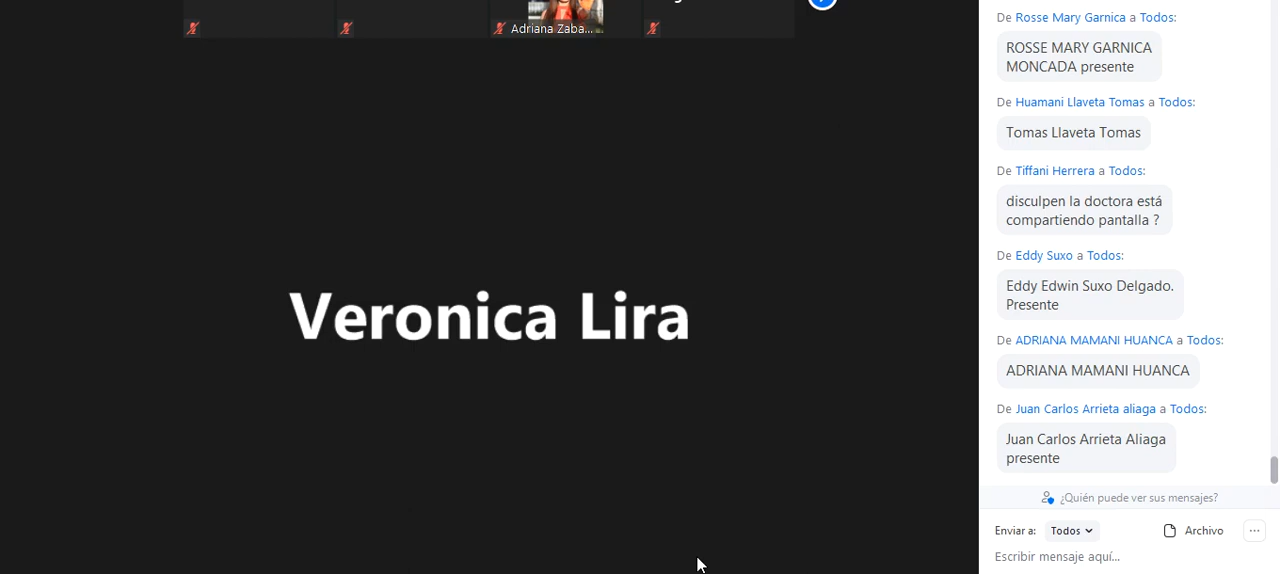 Adriana Zaba...
Veronica Lira
De Rosse Mary Garnica a Todos:
ROSSE MARY GARNICA
MONCADA presente
De Huamani Llaveta Tomas a Todos:
Tomas Llaveta Tomas
De Tiffani Herrera a Todos:
disculpen la doctora está
compartiendo pantalla ?
De Eddy Suxo a Todos:
Eddy Edwin Suxo Delgado.
Presente
De ADRIANA MAMANI HUANCA a Todos:
ADRIANA MAMANI HUANCA
De Juan Carlos Arrieta aliaga a Todos:
Juan Carlos Arrieta Aliaga
presente
¿Quién puede ver sus mensajes?
Enviar a: Todos Archivo ...
Escribir mensaje aquí...